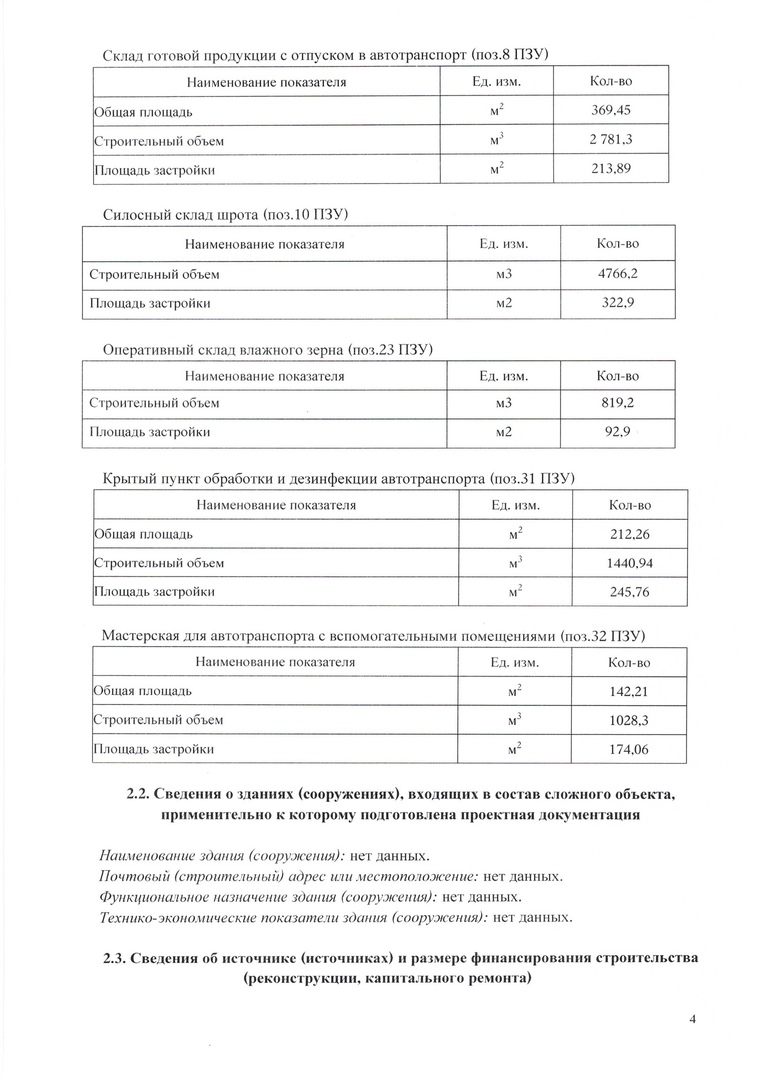 Склад готовой продукции с отпуском в автотранспорт (поз.8 ПЗУ)
Наименование показателя Ед. изм. Кол-во
Общая площадь м² 369,45
Строительный объем м³ 2 781,3
Площадь застройки м² 213,89
Силосный склад шрота (поз.10 ПЗУ)
Наименование показателя Ед. изм. Кол-во
Строительный объем м3 4766,2
Площадь застройки м2 322,9
Оперативный склад влажного зерна (поз.23 ПЗУ)
Наименование показателя Ед. изм. Кол-во
Строительный объем м3 819,2
Площадь застройки м2 92,9
Крытый пункт обработки и дезинфекции автотранспорта (поз.31 ПЗУ)
Наименование показателя Ед. изм. Кол-во
Общая площадь м² 212,26
Строительный объем м³ 1440,94
Площадь застройки м² 245,76
Мастерская для автотранспорта с вспомогательными помещениями (поз.32 ПЗУ)
Наименование показателя Ед. изм. Кол-во
Общая площадь м² 142,21
Строительный объем м³ 1028,3
Площадь застройки м² 174,06
2.2. Сведения о зданиях (сооружениях), входящих в состав сложного объекта,
применительно к которому подготовлена проектная документация
Наименование здания (сооружения): нет данных.
Почтовый (строительный) адрес или местоположение: нет данных.
Функциональное назначение здания (сооружения): нет данных.
Технико-экономические показатели здания (сооружения): нет данных.
2.3. Сведения об источнике (источниках) и размере финансирования строительства
(реконструкции, капитального ремонта)
4